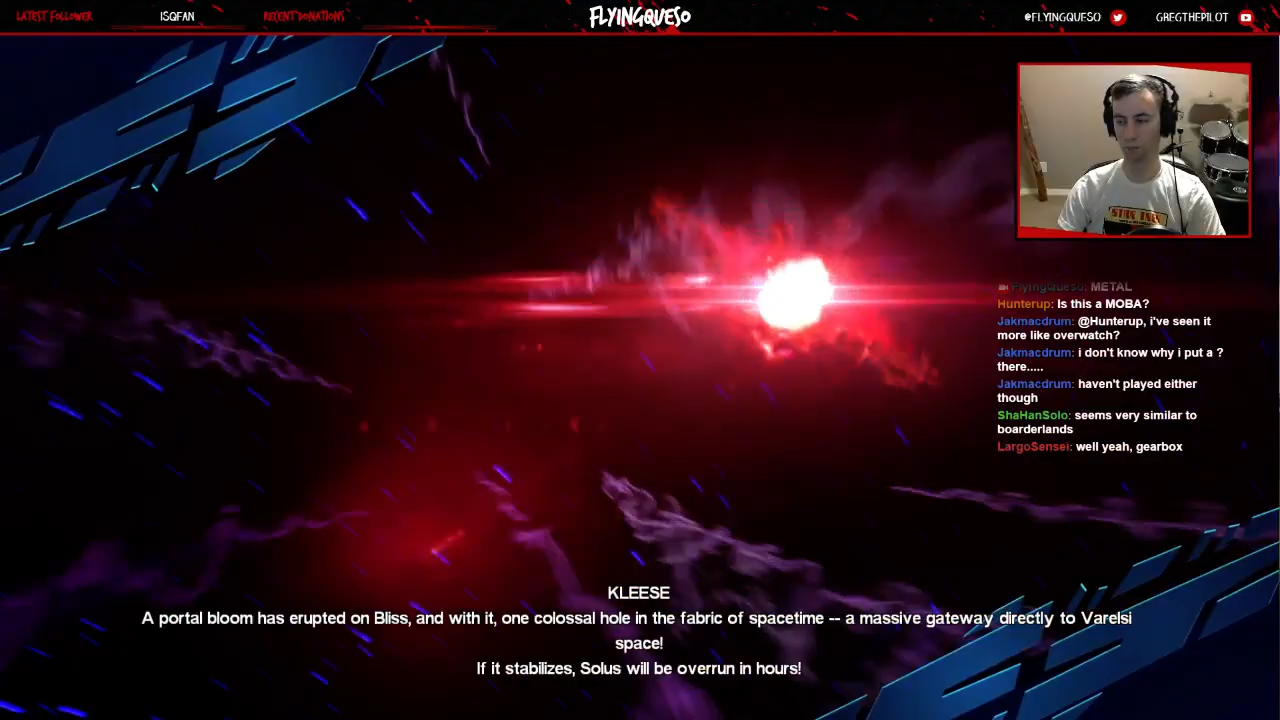 LATEST FOLLOWER
ISQFAN
RECENT DONATIONS
FLYINGQUESO
@FLYINGQUESO
GREGTHEPILOT
FlyingQueso: METAL
Hunterup: Is this a MOBA?
Jakmacdrum: @Hunterup, i've seen it
more like overwatch?
Jakmacdrum: i don't know why i put a ?
there.....
Jakmacdrum: haven't played either
though
ShaHanSolo: seems very similar to
boarderlands
LargoSensei: well yeah, gearbox
KLEESE
A portal bloom has erupted on Bliss, and with it, one colossal hole in the fabric of spacetime -- a massive gateway directly to Varelsi
space!
If it stabilizes, Solus will be overrun in hours!